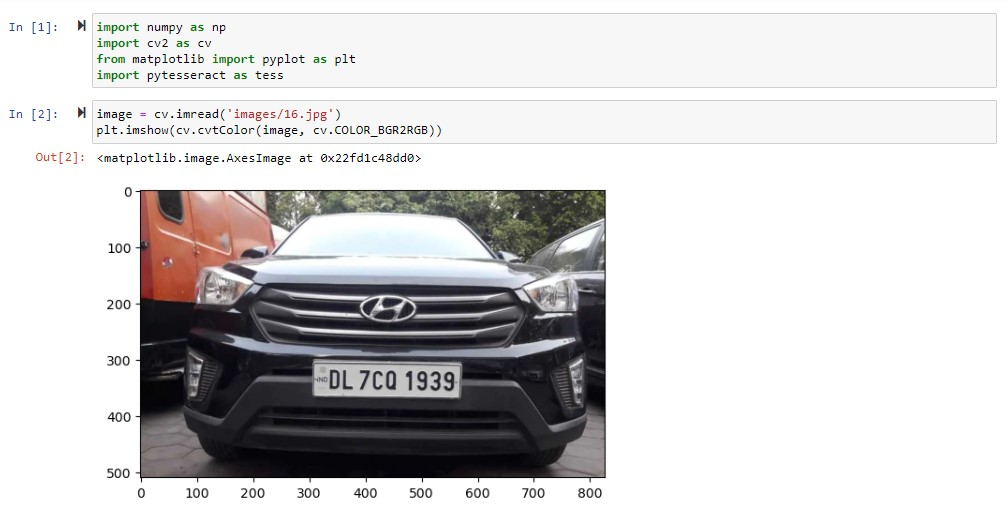 In [1]:
import numpy as np
import cv2 as cv
from matplotlib import pyplot as plt
import pytesseract as tess
In [2]:
image = cv.imread('images/16.jpg')
plt.imshow(cv.cvtColor(image, cv.COLOR_BGR2RGB))
Out[2]: <matplotlib.image.AxesImage at 0x22fd1c48dd0>
0
100
200
300
400
500
IND DL 7CQ 1939
0 100 200 300 400 500 600 700 800